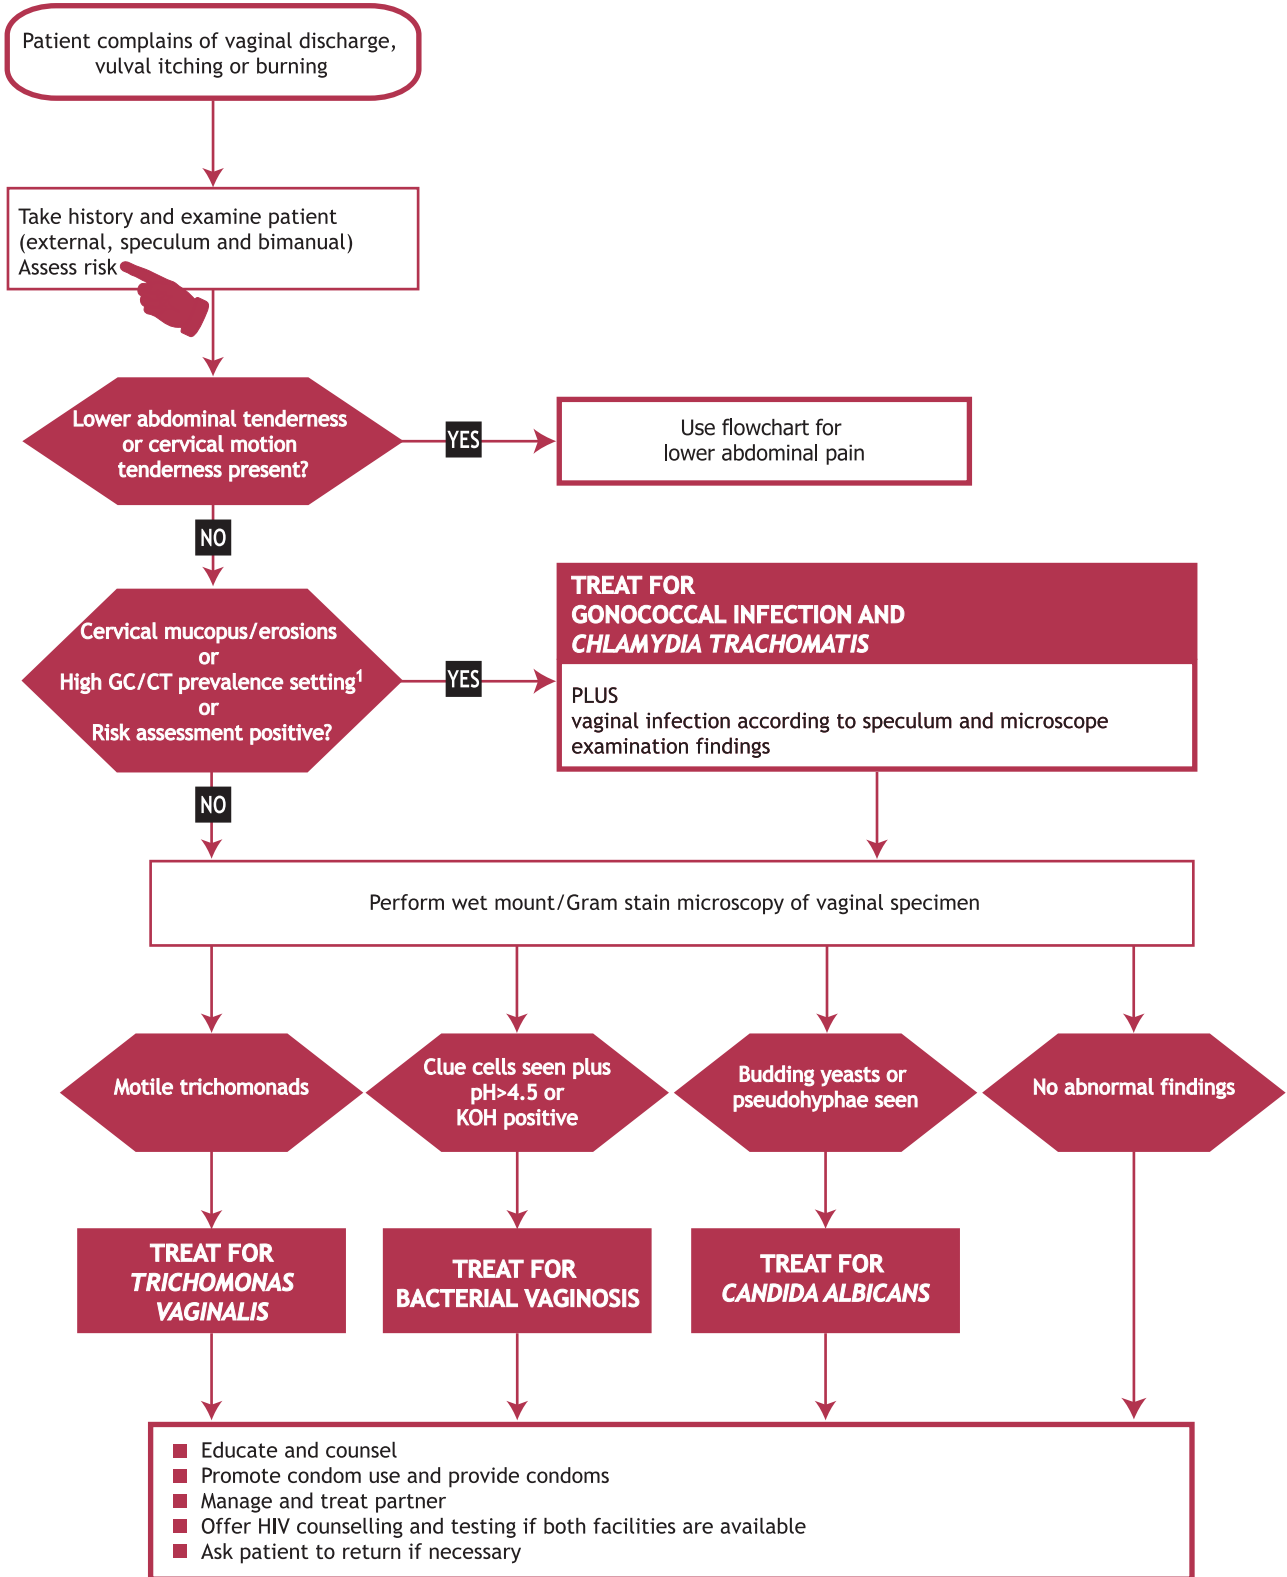 Patient complains of vaginal discharge,
vulval itching or burning
Take history and examine patient
(external, speculum and bimanual)
Assess risk
Lower abdominal tenderness
or cervical motion
tenderness present?
YES
Use flowchart for
lower abdominal pain
NO
Cervical mucopus/erosions
or
High GC/CT prevalence setting¹
or
Risk assessment positive?
YES
TREAT FOR
GONOCOCCAL INFECTION AND
CHLAMYDIA TRACHOMATIS
PLUS
vaginal infection according to speculum and microscope
examination findings
NO
Perform wet mount/Gram stain microscopy of vaginal specimen
Motile trichomonads
Clue cells seen plus
pH>4.5 or
KOH positive
Budding yeasts or
pseudohyphae seen
No abnormal findings
TREAT FOR
TRICHOMONAS
VAGINALIS
TREAT FOR
BACTERIAL VAGINOSIS
TREAT FOR
CANDIDA ALBICANS
Educate and counsel
Promote condom use and provide condoms
Manage and treat partner
Offer HIV counselling and testing if both facilities are available
Ask patient to return if necessary